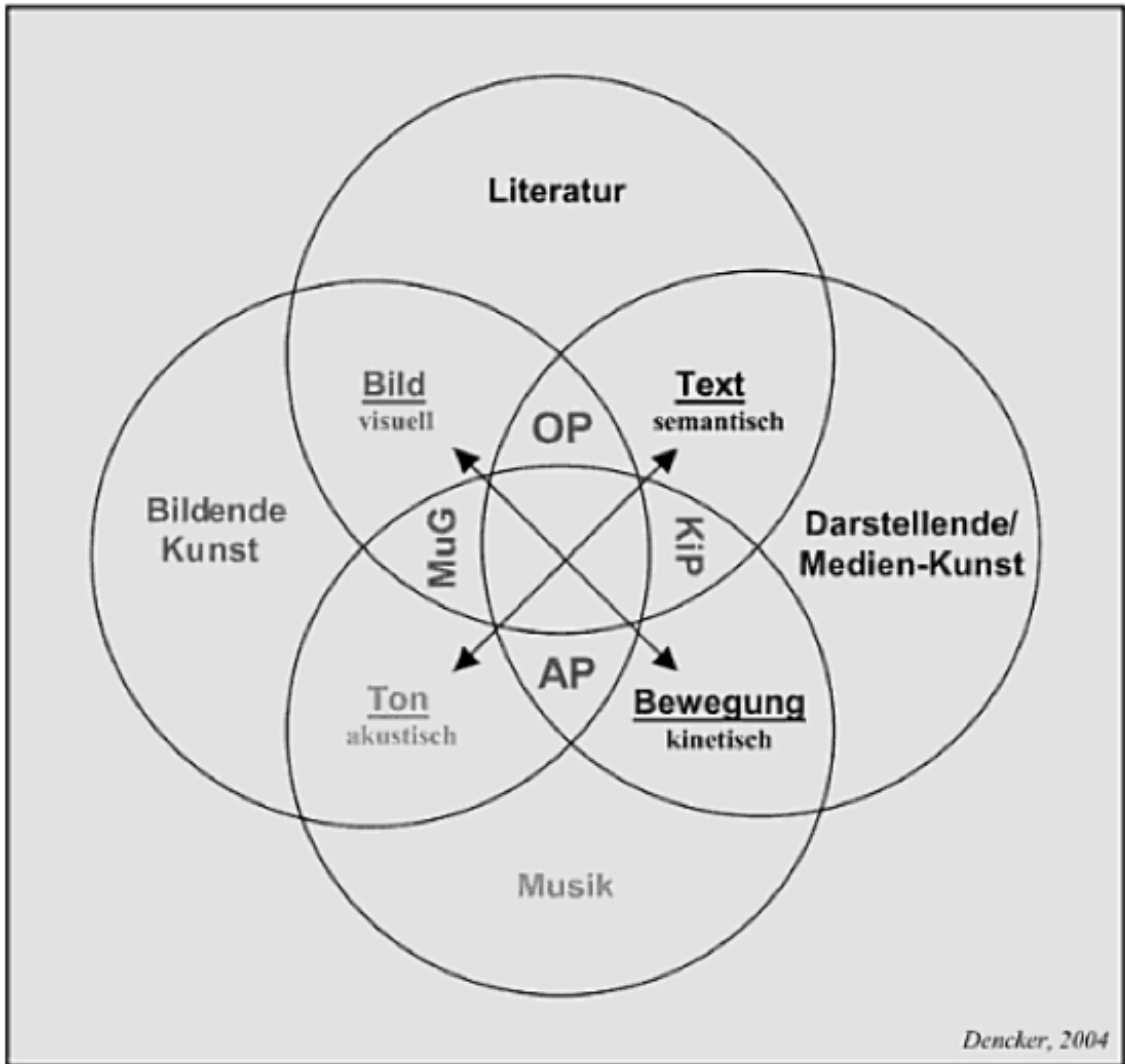 Literatur
Bild
visuell
OP
Text
semantisch
Bildende
Kunst
MuG
KiP
Darstellende/
Medien-Kunst
Ton
akustisch
AP
Bewegung
kinetisch
Musik
Dencker, 2004